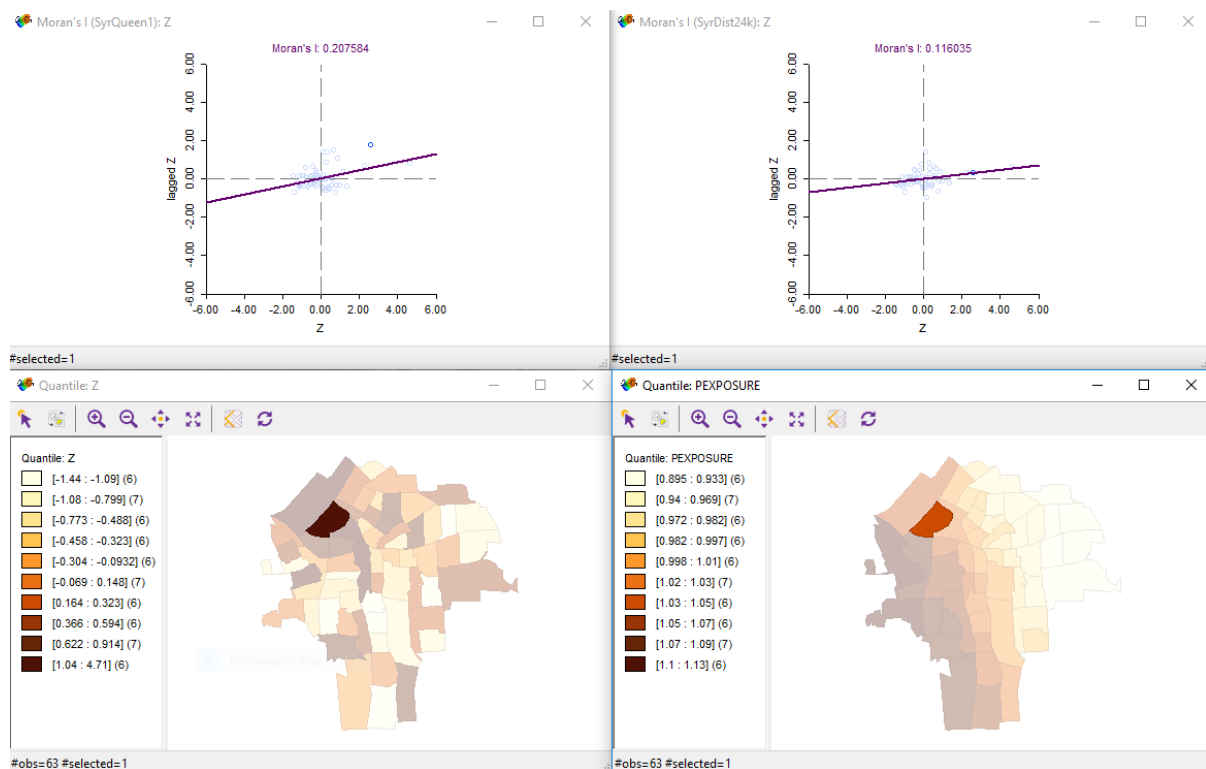 Moran's I (SyrQueen1): Z
Moran's I: 0.207584
6.00
4.00
2.00
0.00
-2.00
-4.00
-6.00
lagged Z
-6.00 -4.00 -2.00 0.00 2.00 4.00 6.00
Z
#selected=1
Moran's I (SyrDist24k): Z
Moran's I: 0.116035
6.00
4.00
2.00
0.00
-2.00
-4.00
-6.00
lagged Z
-6.00 -4.00 -2.00 0.00 2.00 4.00 6.00
Z
#selected=1
Quantile: Z
Quantile: Z
[-1.44 : -1.09] (6)
[-1.08 : -0.799] (7)
[-0.773 : -0.488] (6)
[-0.458 : -0.323] (6)
[-0.304 : -0.0932] (6)
[-0.069 : 0.148] (7)
[0.164 : 0.323] (6)
[0.366 : 0.594] (6)
[0.622 : 0.914] (7)
[1.04 : 4.71] (6)
Rectangular Snip
#obs=63 #selected=1
Quantile: PEXPOSURE
Quantile: PEXPOSURE
[0.895 : 0.933] (6)
[0.94 : 0.969] (7)
[0.972 : 0.982] (6)
[0.982 : 0.997] (6)
[0.998 : 1.01] (6)
[1.02 : 1.03] (7)
[1.03 : 1.05] (6)
[1.05 : 1.07] (6)
[1.07 : 1.09] (7)
[1.1 : 1.13] (6)
#obs=63 #selected=1